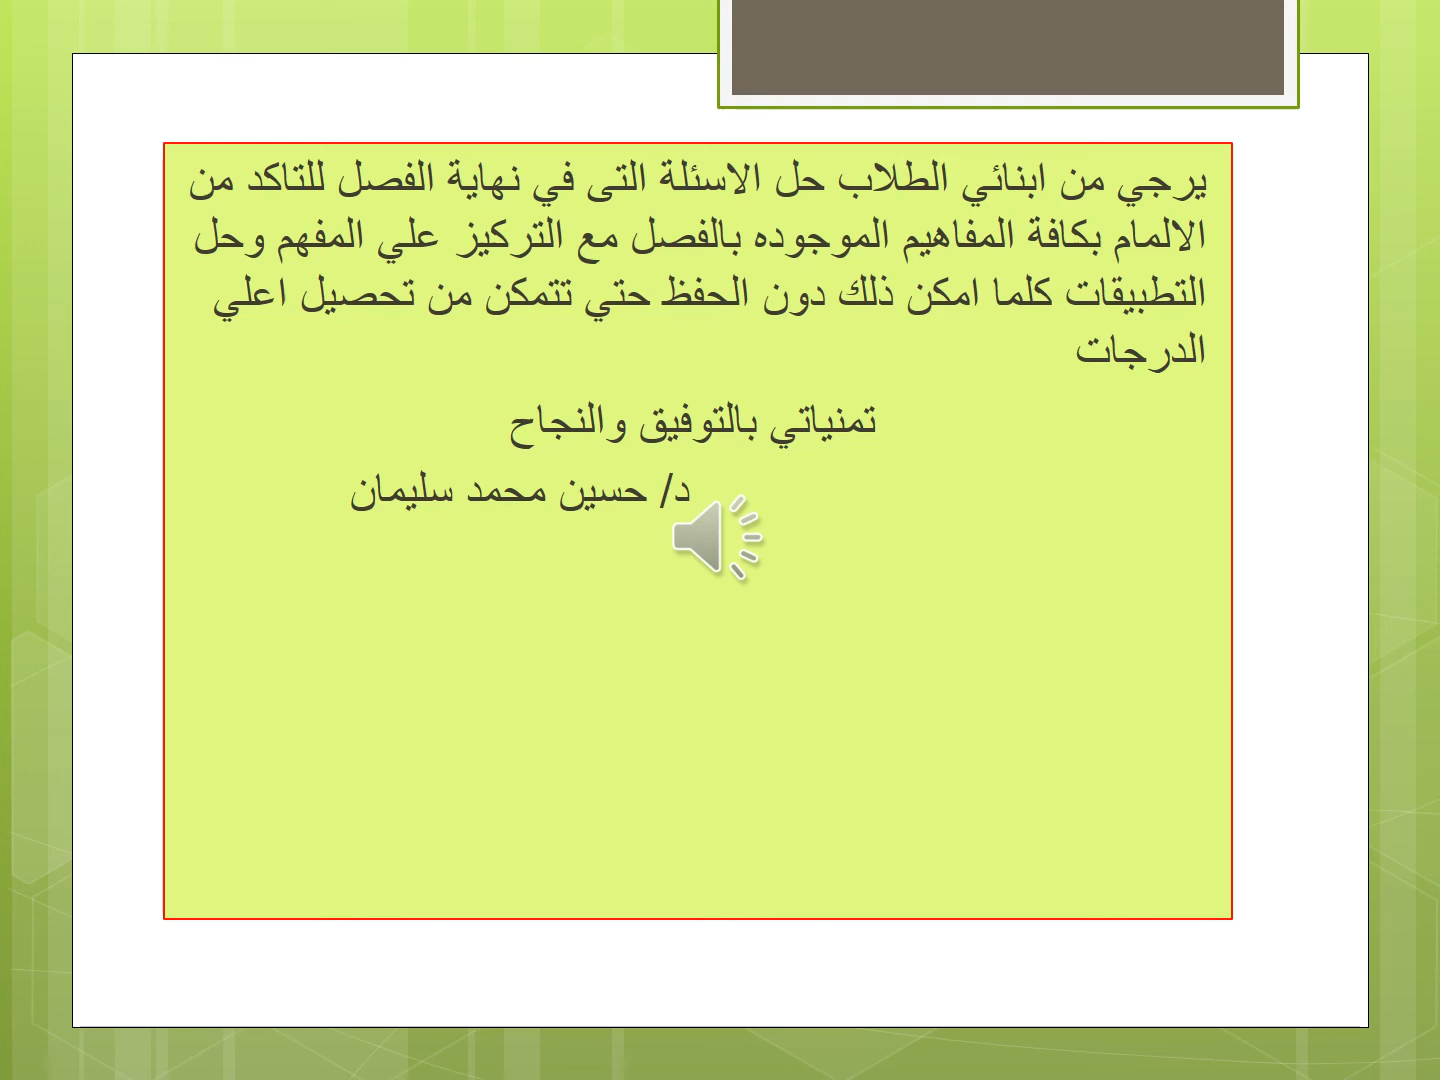 يرجي من ابنائي الطلاب حل الاسئلة التى في نهاية الفصل للتاكد من
الالمام بكافة المفاهيم الموجوده بالفصل مع التركيز علي المفهم وحل
التطبيقات كلما امكن ذلك دون الحفظ حتي تتمكن من تحصيل اعلي
الدرجات
تمنياتي بالتوفيق والنجاح
د/ حسين محمد سليمان